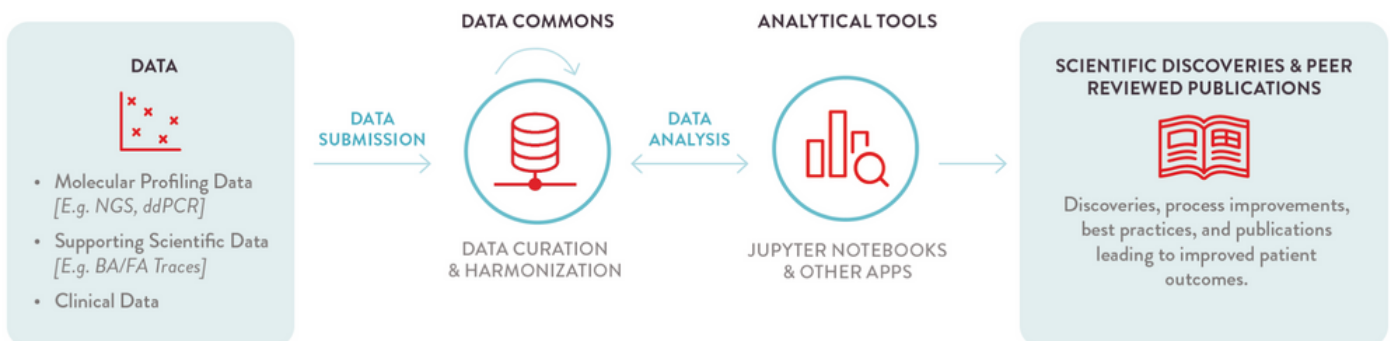 DATA
• Molecular Profiling Data
[E.g. NGS, ddPCR]
• Supporting Scientific Data
[E.g. BA/FA Traces]
• Clinical Data
DATA
SUBMISSION
DATA COMMONS
DATA CURATION
& HARMONIZATION
DATA
ANALYSIS
ANALYTICAL TOOLS
JUPYTER NOTEBOOKS
& OTHER APPS
SCIENTIFIC DISCOVERIES & PEER
REVIEWED PUBLICATIONS
Discoveries, process improvements,
best practices, and publications
leading to improved patient
outcomes.